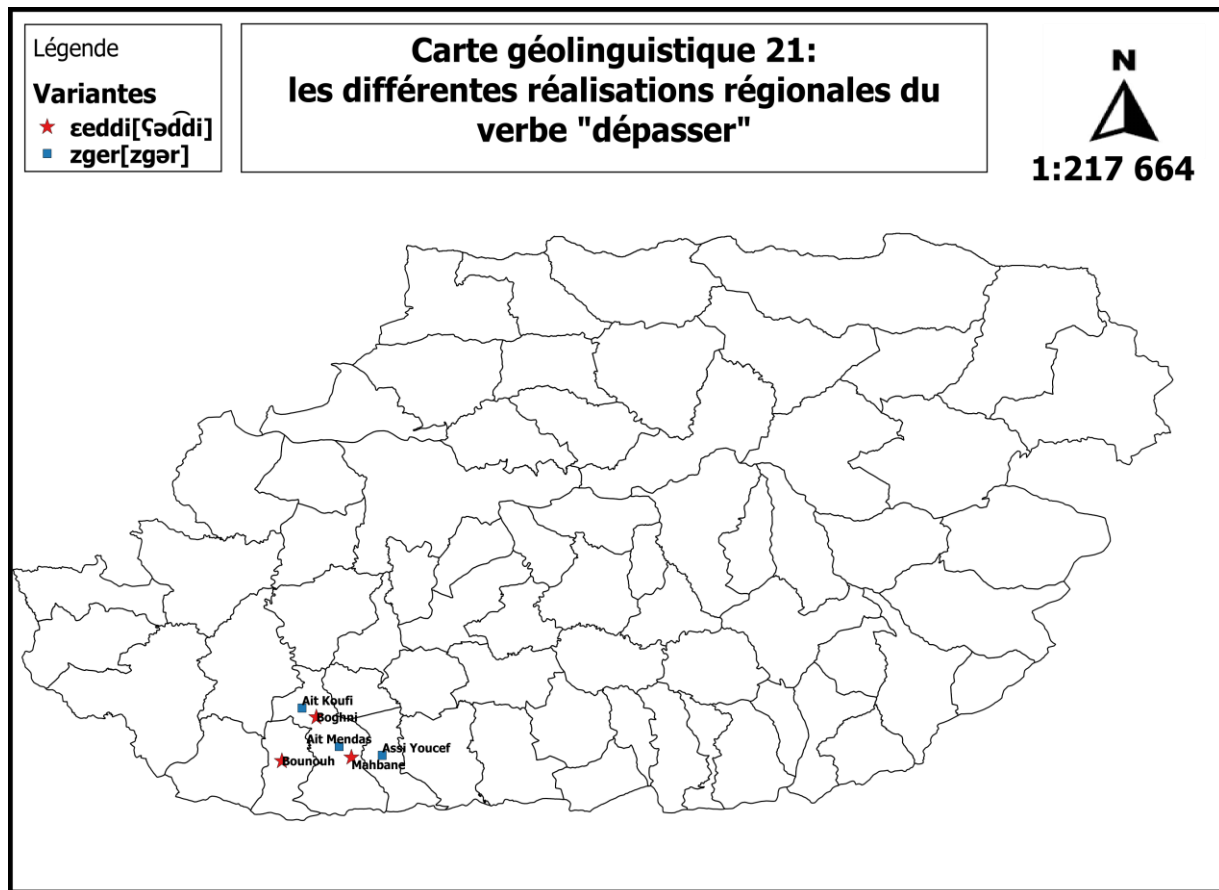 Légende
Variantes
ɛeddi[ʕəd͡di]
zger[zgər]
Carte géolinguistique 21:
les différentes réalisations régionales du
verbe "dépasser"
N
1:217 664
Ait Koufi
Boghni
Ait Mendas
Assi Youcef
Bounouh
Mahbane